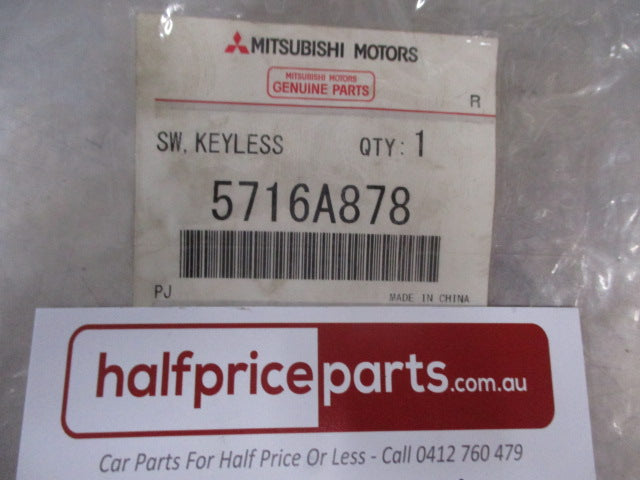 MITSUBISHI MOTORS
MITSUBISHI MOTORS
GENUINE PARTS
R
SW, KEYLESS QTY: 1
5716A878
PJ MADE IN CHINA
halfpriceparts.com.au
Car Parts For Half Price Or Less - Call 0412 760 479